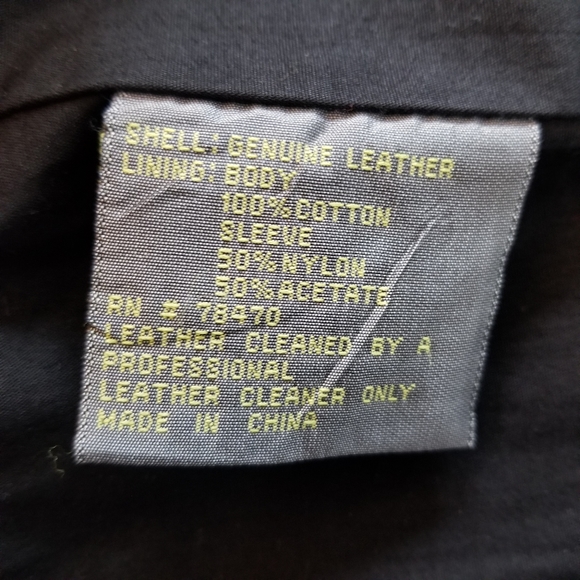 SHELL: GENUINE LEATHER
LINING: BODY
100% COTTON
SLEEVE
50% NYLON
50% ACETATE
RN # 78470
LEATHER CLEANED BY A
PROFESSIONAL
LEATHER CLEANER ONLY
MADE IN CHINA